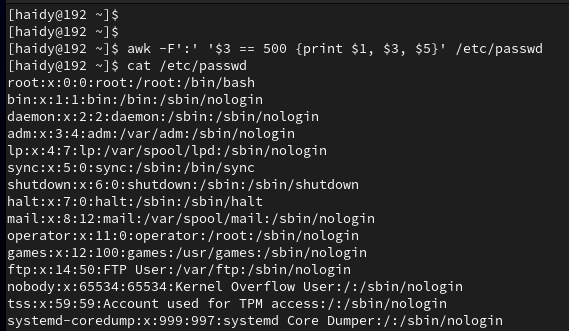 [haidy@192 ~]$
[haidy@192 ~]$
[haidy@192 ~]$ awk -F':' '$3 == 500 {print $1, $3, $5}' /etc/passwd
[haidy@192 ~]$ cat /etc/passwd
root:x:0:0:root:/root:/bin/bash
bin:x:1:1:bin:/bin:/sbin/nologin
daemon:x:2:2:daemon:/sbin:/sbin/nologin
adm:x:3:4:adm:/var/adm:/sbin/nologin
lp:x:4:7:lp:/var/spool/lpd:/sbin/nologin
sync:x:5:0:sync:/sbin:/bin/sync
shutdown:x:6:0:shutdown:/sbin:/sbin/shutdown
halt:x:7:0:halt:/sbin:/sbin/halt
mail:x:8:12:mail:/var/spool/mail:/sbin/nologin
operator:x:11:0:operator:/root:/sbin/nologin
games:x:12:100:games:/usr/games:/sbin/nologin
ftp:x:14:50:FTP User:/var/ftp:/sbin/nologin
nobody:x:65534:65534:Kernel Overflow User:/:/sbin/nologin
tss:x:59:59:Account used for TPM access:/:/sbin/nologin
systemd-coredump:x:999:997:systemd Core Dumper:/:/sbin/nologin